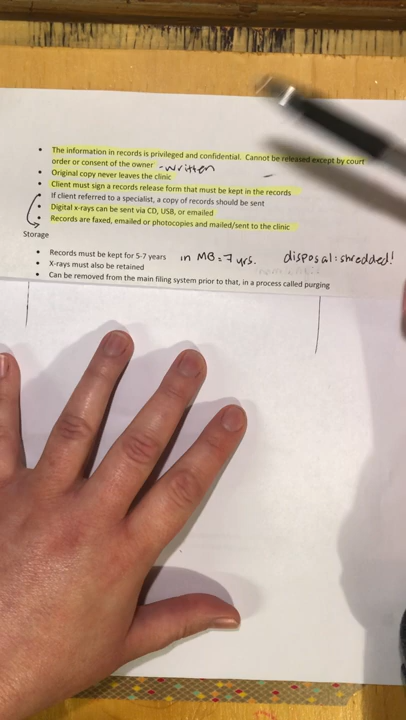 • The information in records is privileged and confidential. Cannot be released except by court
order or consent of the owner -written
• Original copy never leaves the clinic
• Client must sign a records release form that must be kept in the records
• If client referred to a specialist, a copy of records should be sent
• Digital x-rays can be sent via CD, USB, or emailed
• Records are faxed, emailed or photocopies and mailed/sent to the clinic
Storage
• Records must be kept for 5-7 years in MB = 7 yrs. disposal: shredded!
• X-rays must also be retained
• Can be removed from the main filing system prior to that, in a process called purging